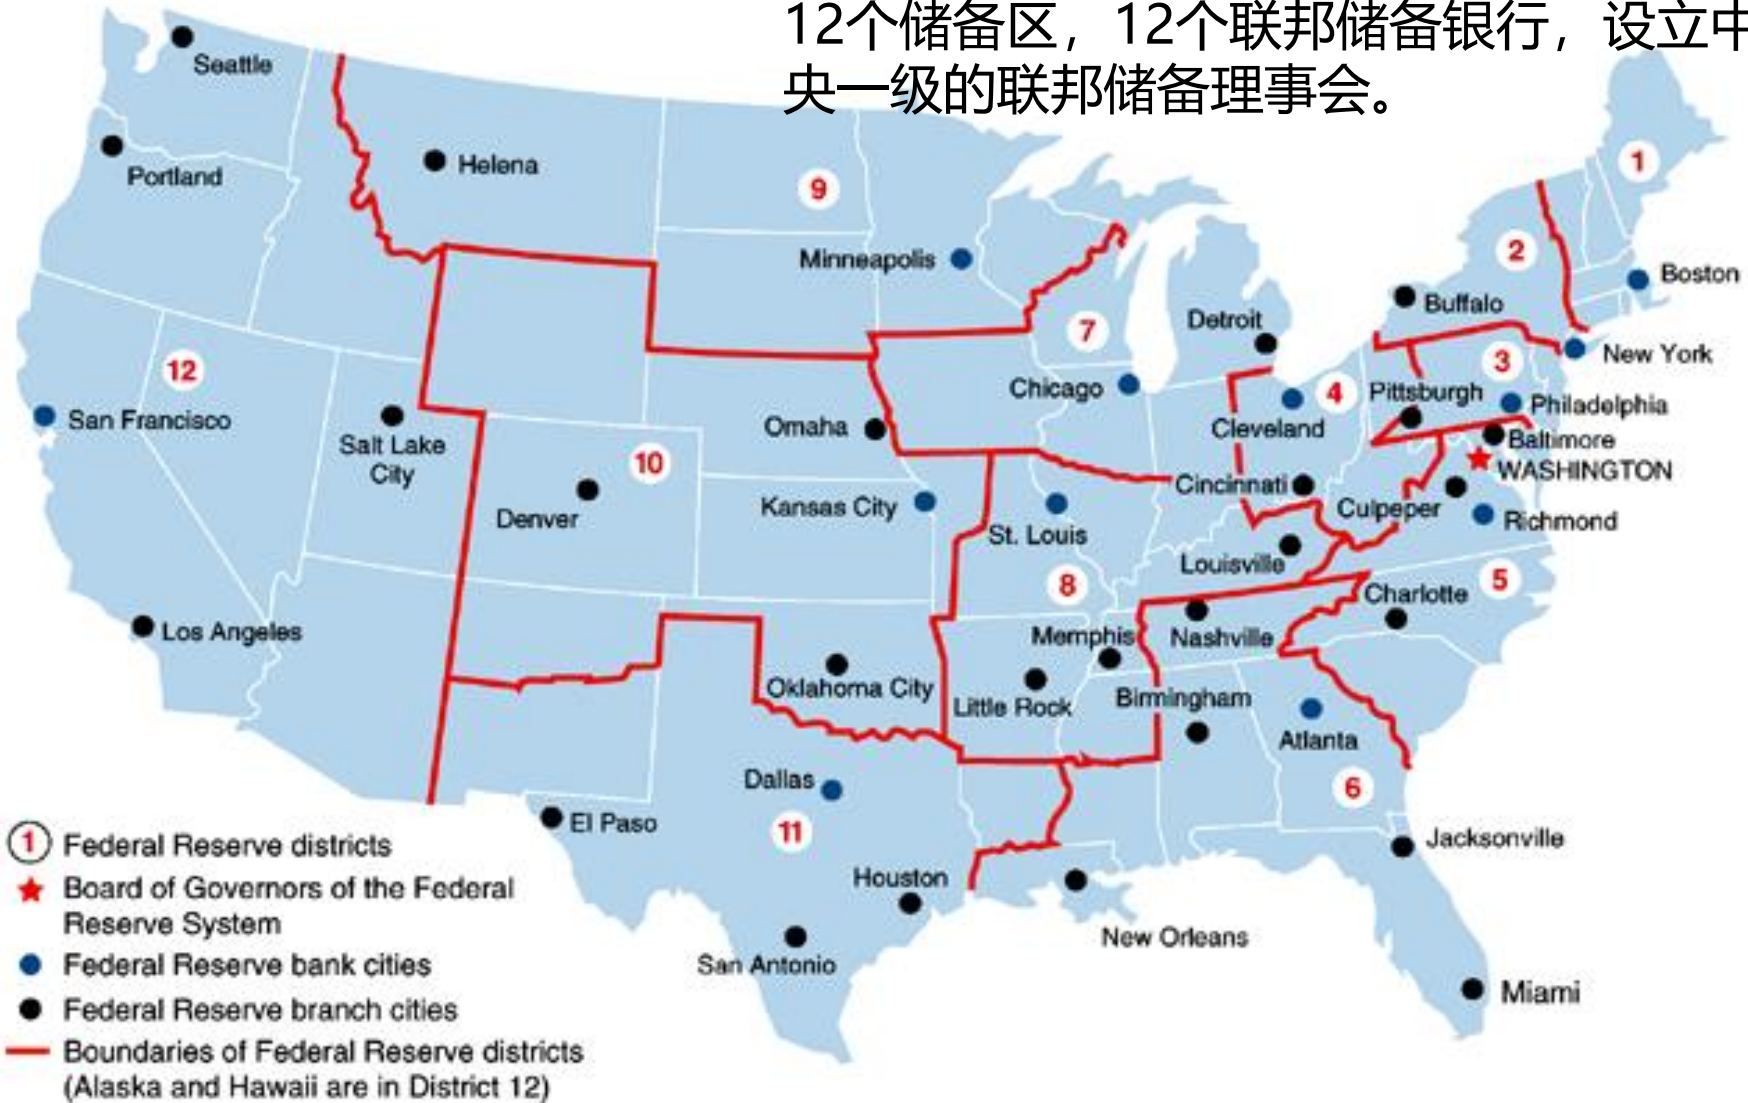 12个储备区，12个联邦储备银行，设立中
央一级的联邦储备理事会。
Seattle
Portland
Helena
9
1
Minneapolis
2
Boston
Buffalo
Detroit
7
New York
3
12
Chicago
4
Pittsburgh
Philadelphia
San Francisco
Omaha
Cleveland
Baltimore
Salt Lake
City
10
WASHINGTON
Cincinnati
Culpeper
Kansas City
Denver
St. Louis
Richmond
Louisville
8
5
Charlotte
Los Angeles
Memphis
Nashville
Oklahoma City
Little Rock
Birmingham
Atlanta
Dallas
6
El Paso
11
Jacksonville
Houston
New Orleans
San Antonio
Miami
1 Federal Reserve districts
Board of Governors of the Federal
Reserve System
Federal Reserve bank cities
Federal Reserve branch cities
Boundaries of Federal Reserve districts
(Alaska and Hawaii are in District 12)